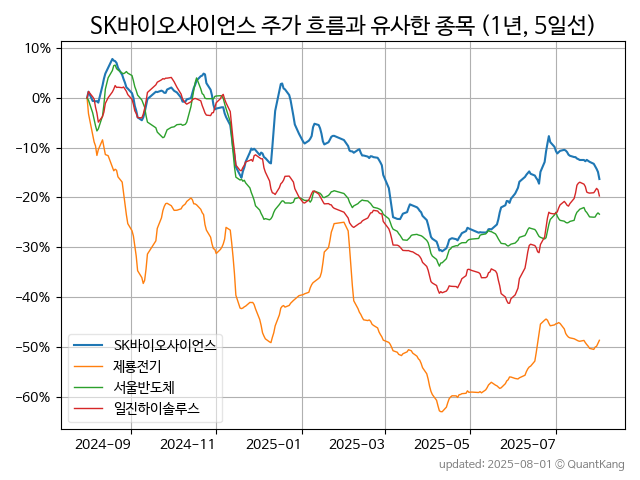 SK바이오사이언스 주가 흐름과 유사한 종목 (1년, 5일선)
10%
0%
−10%
−20%
−30%
−40%
−50%
−60%
SK바이오사이언스
제룡전기
서울반도체
일진하이솔루스
2024−09
2024−11
2025−01
2025−03
2025−05
2025−07
updated: 2025-08-01 © QuantKang